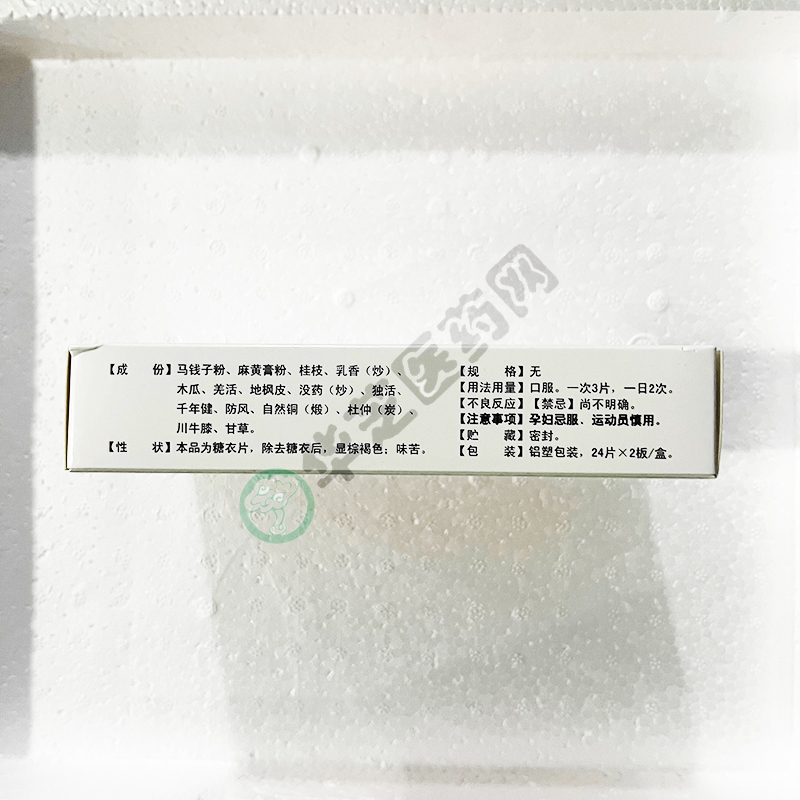 【成　份】马钱子粉、麻黄膏粉、桂枝、乳香（炒）、
木瓜、羌活、地枫皮、没药（炒）、独活、
千年健、防风、自然铜（煅）、杜仲（炭）、
川牛膝、甘草。
【性　状】本品为糖衣片，除去糖衣后，显棕褐色；味苦。
【规　格】无
【用法用量】口服。一次3片，一日2次。
【不良反应】【禁忌】尚不明确。
【注意事项】孕妇忌服、运动员慎用。
【贮　藏】密封。
【包　装】铝塑包装，24片×2板/盒。
华芝医药网